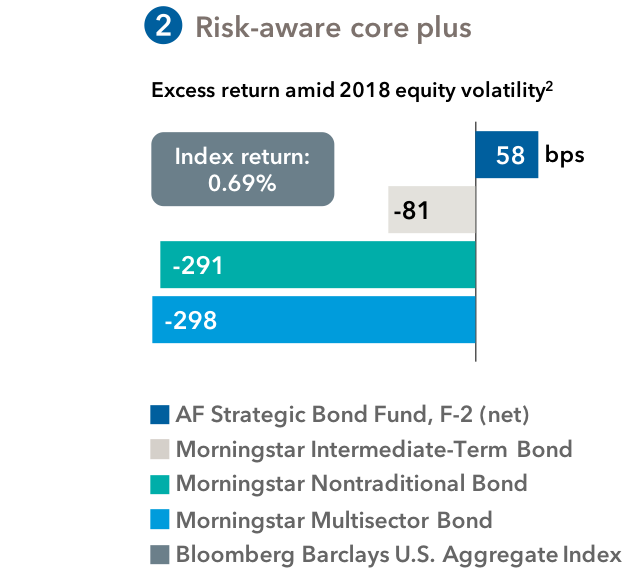 2 Risk-aware core plus
Excess return amid 2018 equity volatility2
Index return:
0.69%
58 bps
-81
-291
-298
AF Strategic Bond Fund, F-2 (net)
Morningstar Intermediate-Term Bond
Morningstar Nontraditional Bond
Morningstar Multisector Bond
Bloomberg Barclays U.S. Aggregate Index